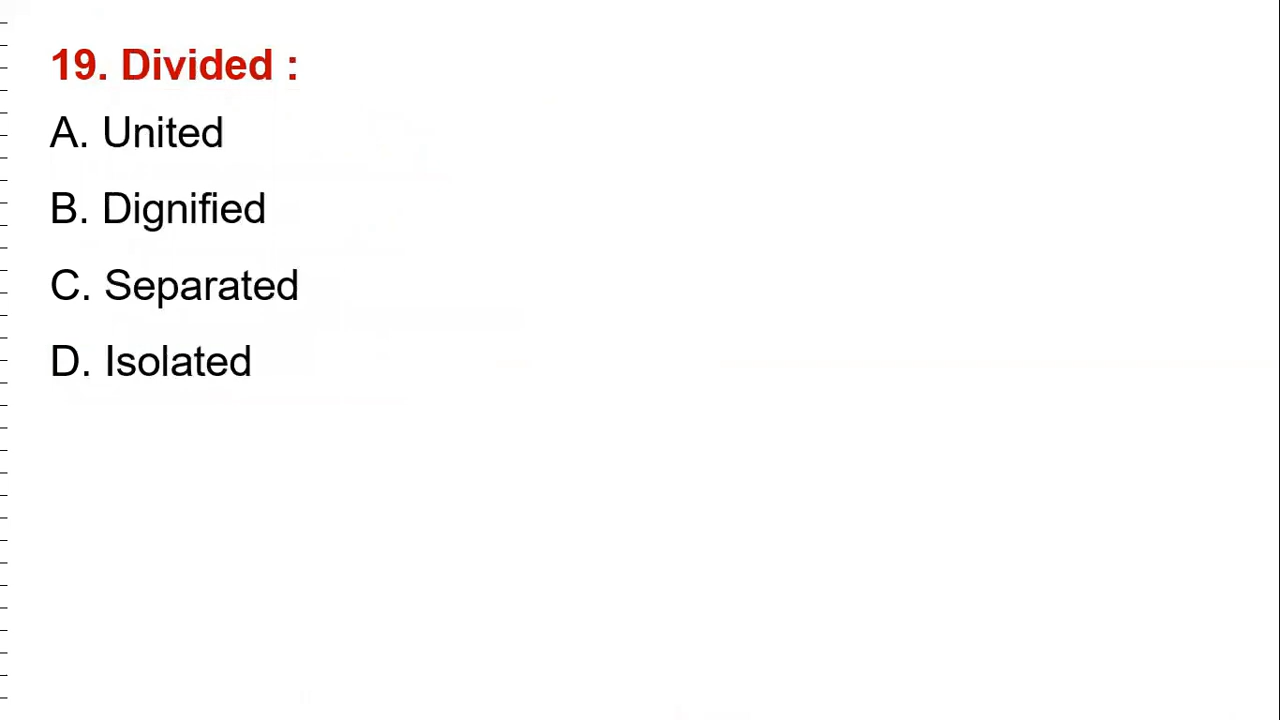 19. Divided :
A. United
B. Dignified
C. Separated
D. Isolated